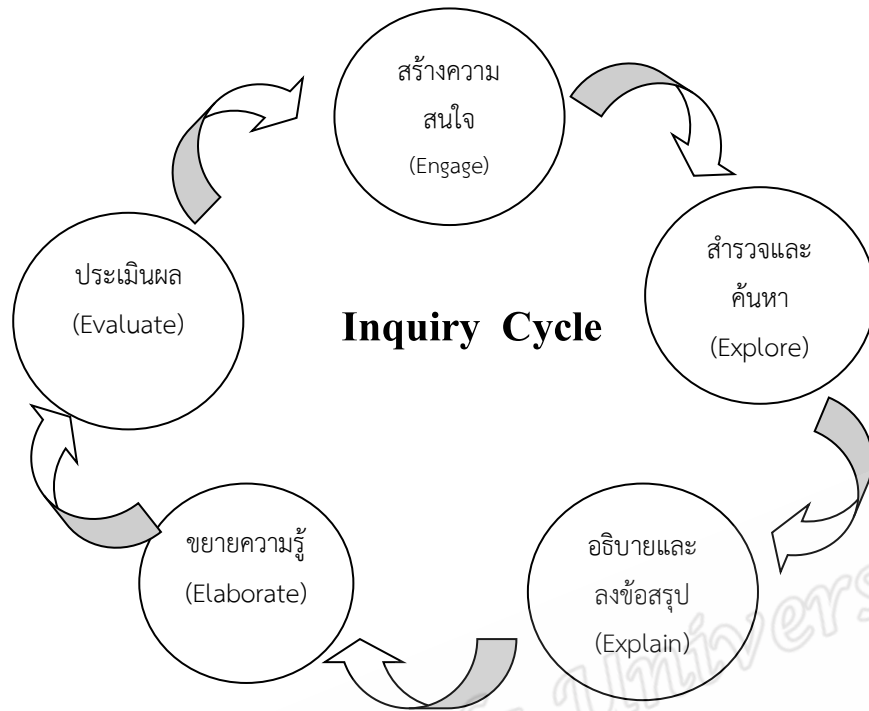 สร้างความ
สนใจ
(Engage)
สำรวจและ
ค้นหา
(Explore)
ประเมินผล
(Evaluate)
Inquiry Cycle
ขยายความรู้
(Elaborate)
อธิบายและ
ลงข้อสรุป
(Explain)